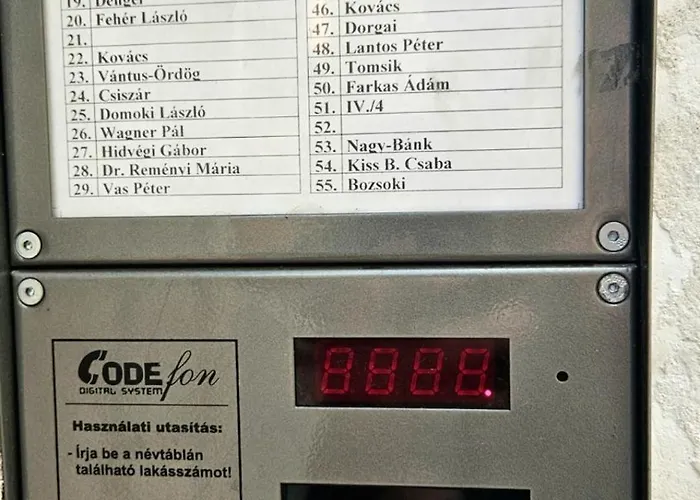 19. Denger
20. Fehér László
21.
22. Kovács
23. Vántus-Ördög
24. Csiszár
25. Domoki László
26. Wagner Pál
27. Hidvégi Gábor
28. Dr. Reményi Mária
29. Vas Péter
46. Kovács
47. Dorgai
48. Lantos Péter
49. Tomsik
50. Farkas Ádám
51. IV./4
52.
53. Nagy-Bánk
54. Kiss B. Csaba
55. Bozsoki
CODEfon
DIGITAL SYSTEM
Használati utasítás:
- Írja be a névtáblán
található lakásszámot!